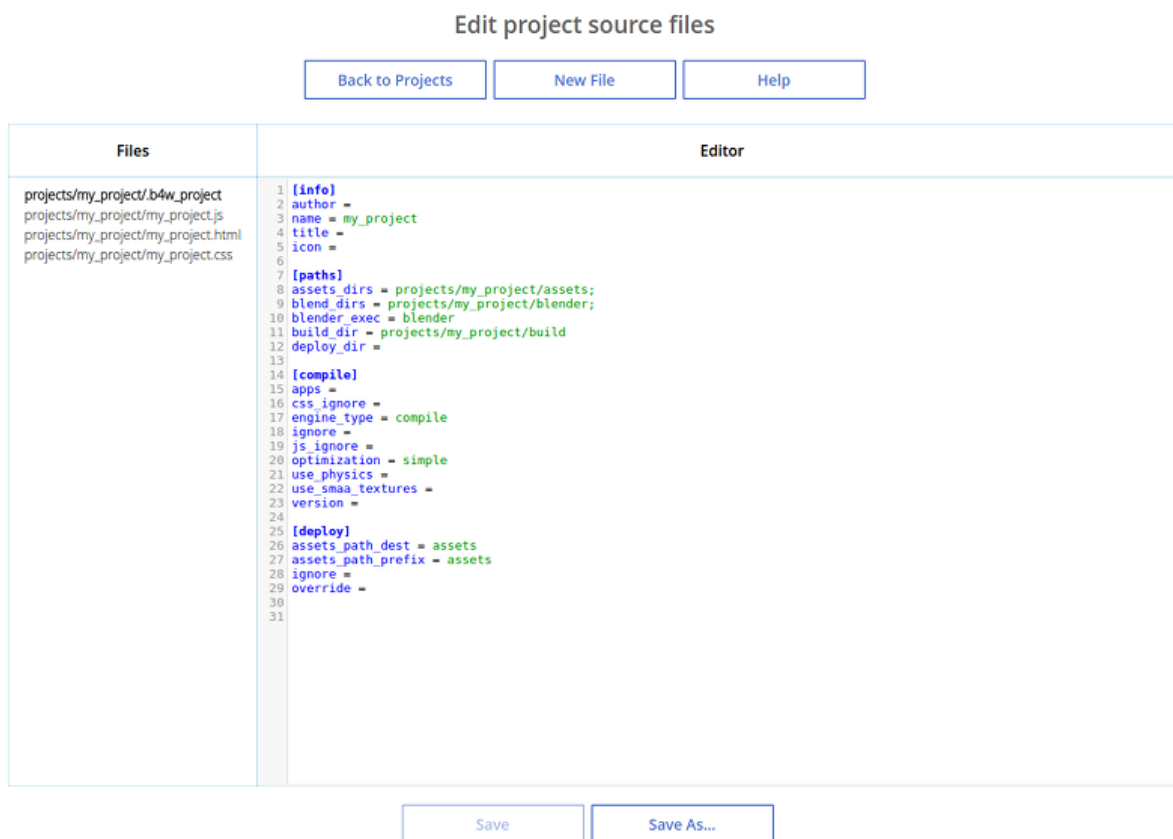 Edit project source files
Back to Projects New File Help
Files Editor
projects/my_project/.b4w_project
projects/my_project/my_project.js
projects/my_project/my_project.html
projects/my_project/my_project.css
1 [info]
2 author =
3 name = my_project
4 title =
5 icon =
6
7 [paths]
8 assets_dirs = projects/my_project/assets;
9 blend_dirs = projects/my_project/blender;
10 blender_exec = blender
11 build_dir = projects/my_project/build
12 deploy_dir =
13
14 [compile]
15 apps =
16 css_ignore =
17 engine_type = compile
18 ignore =
19 js_ignore =
20 optimization = simple
21 use_physics =
22 use_smaa_textures =
23 version =
24
25 [deploy]
26 assets_path_dest = assets
27 assets_path_prefix = assets
28 ignore =
29 override =
30
31
Save Save As...